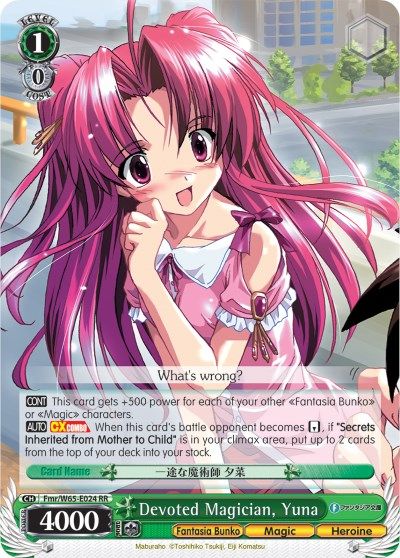 LEVEL
1
0
COST
What's wrong?
CONT This card gets +500 power for each of your other «Fantasia Bunko»
or «Magic» characters.
AUTO CX COMBO When this card's battle opponent becomes [ ], if "Secrets
Inherited from Mother to Child" is in your climax area, put up to 2 cards
from the top of your deck into your stock.
Card Name 一途な魔術師 夕菜
CH Fmr/W65-E024 RR
POWER 4000 Devoted Magician, Yuna
Fantasia Bunko Magic Heroine ファンタジア文庫
Maburaho ©Toshihiko Tsukiji, Eiji Komatsu